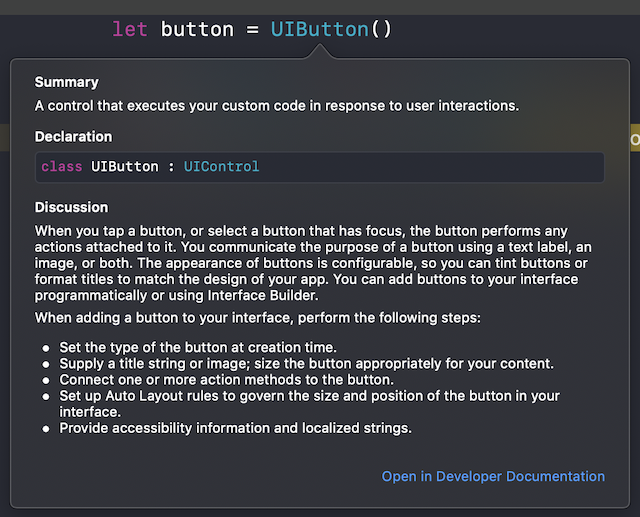 let button = UIButton()
Summary
A control that executes your custom code in response to user interactions.
Declaration
class UIButton : UIControl
Discussion
When you tap a button, or select a button that has focus, the button performs any
actions attached to it. You communicate the purpose of a button using a text label, an
image, or both. The appearance of buttons is configurable, so you can tint buttons or
format titles to match the design of your app. You can add buttons to your interface
programmatically or using Interface Builder.
When adding a button to your interface, perform the following steps:
● Set the type of the button at creation time.
● Supply a title string or image; size the button appropriately for your content.
● Connect one or more action methods to the button.
● Set up Auto Layout rules to govern the size and position of the button in your
interface.
● Provide accessibility information and localized strings.
Open in Developer Documentation